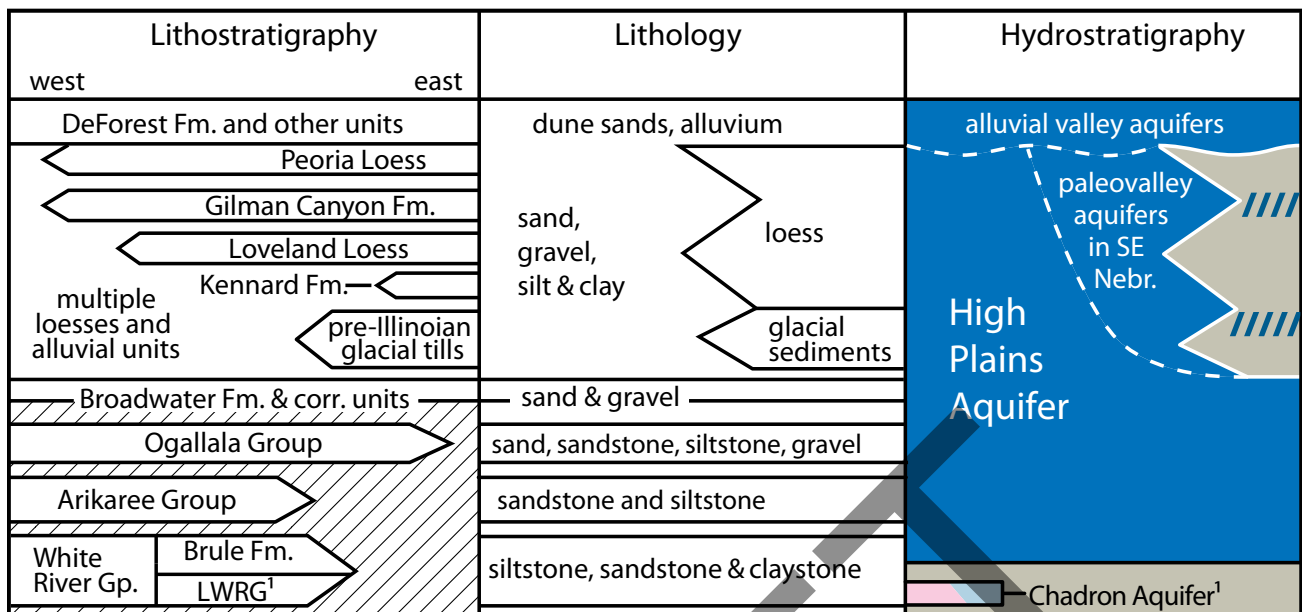 Lithostratigraphy
west
east
DeForest Fm. and other units
Peoria Loess
Gilman Canyon Fm.
Loveland Loess
Kennard Fm.
multiple
loesses and
alluvial units
pre-Illinoian
glacial tills
Broadwater Fm. & corr. units
Ogallala Group
Arikaree Group
White
River Gp.
Brule Fm.
LWRG¹
Lithology
dune sands, alluvium
sand,
gravel,
silt & clay
loess
glacial
sediments
sand & gravel
sand, sandstone, siltstone, gravel
sandstone and siltstone
siltstone, sandstone & claystone
Hydrostratigraphy
alluvial valley aquifers
paleovalley
aquifers
in SE
Nebr.
High
Plains
Aquifer
Chadron Aquifer¹